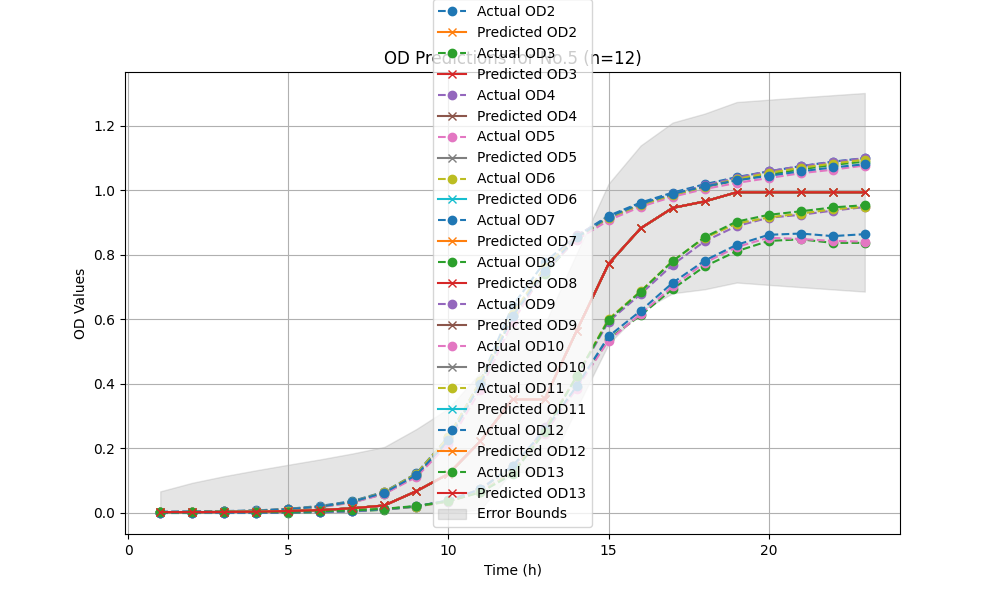 OD Predictions for No.5 (n=12)
Actual OD2
Predicted OD2
Actual OD3
Predicted OD3
Actual OD4
Predicted OD4
Actual OD5
Predicted OD5
Actual OD6
Predicted OD6
Actual OD7
Predicted OD7
Actual OD8
Predicted OD8
Actual OD9
Predicted OD9
Actual OD10
Predicted OD10
Actual OD11
Predicted OD11
Actual OD12
Predicted OD12
Actual OD13
Predicted OD13
Error Bounds
OD Values
1.2
1.0
0.8
0.6
0.4
0.2
0.0
0 5 10 15 20
Time (h)